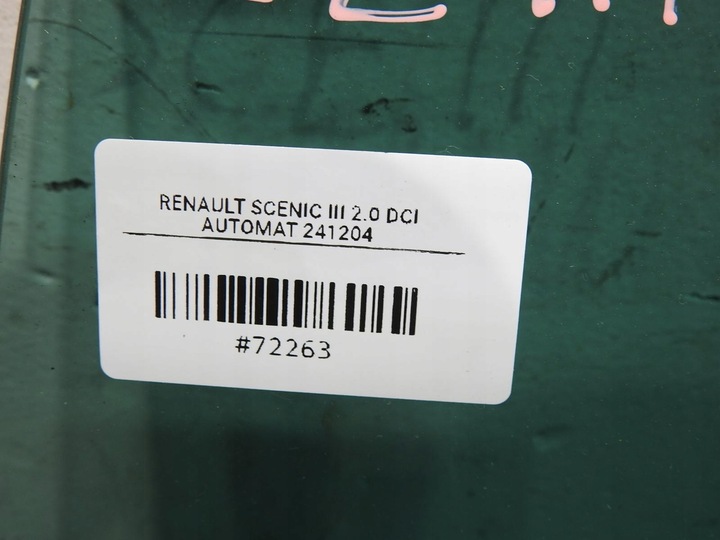 RENAULT SCENIC III 2.0 DCI
AUTOMAT 241204
#72263